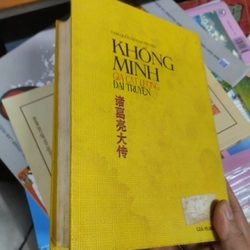 KHỔNG
MINH
GIA CÁT LƯỢNG
ĐẠI TRUYỆN
诸葛亮大传